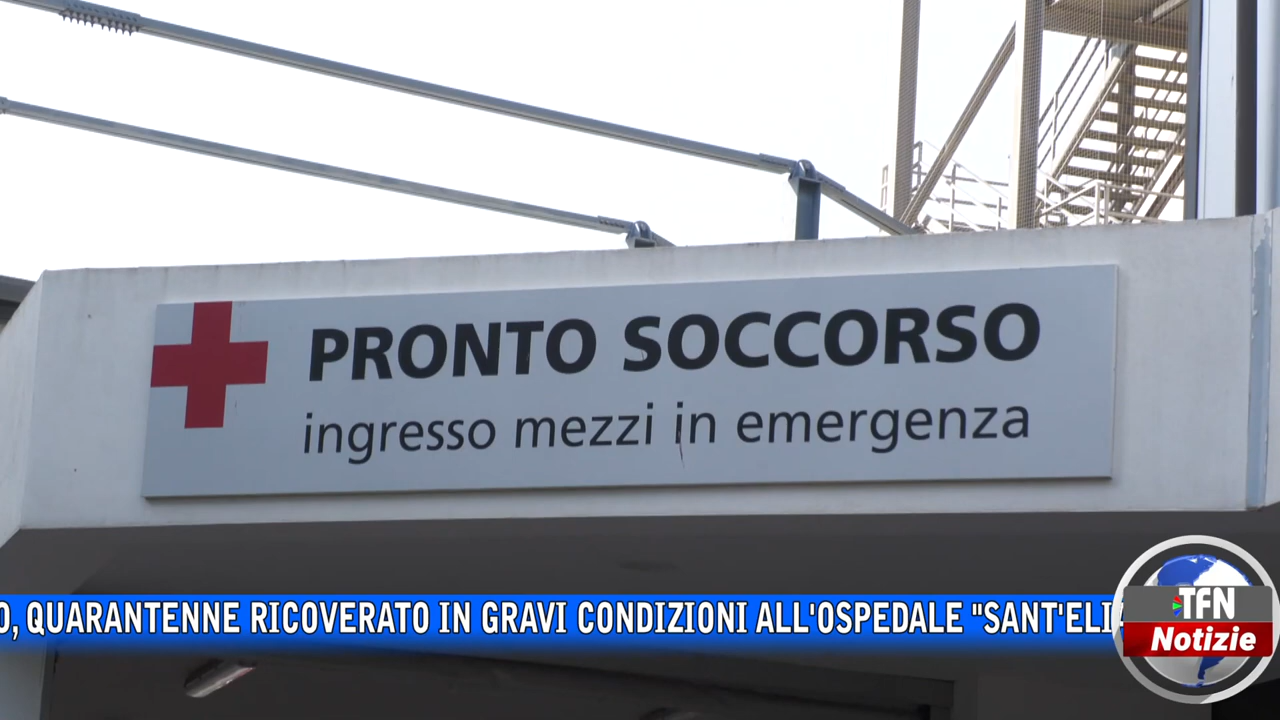 PRONTO SOCCORSO
ingresso mezzi in emergenza
O, QUARANTENNE RICOVERATO IN GRAVI CONDIZIONI ALL'OSPEDALE "SANT'ELI
TFN
Notizie